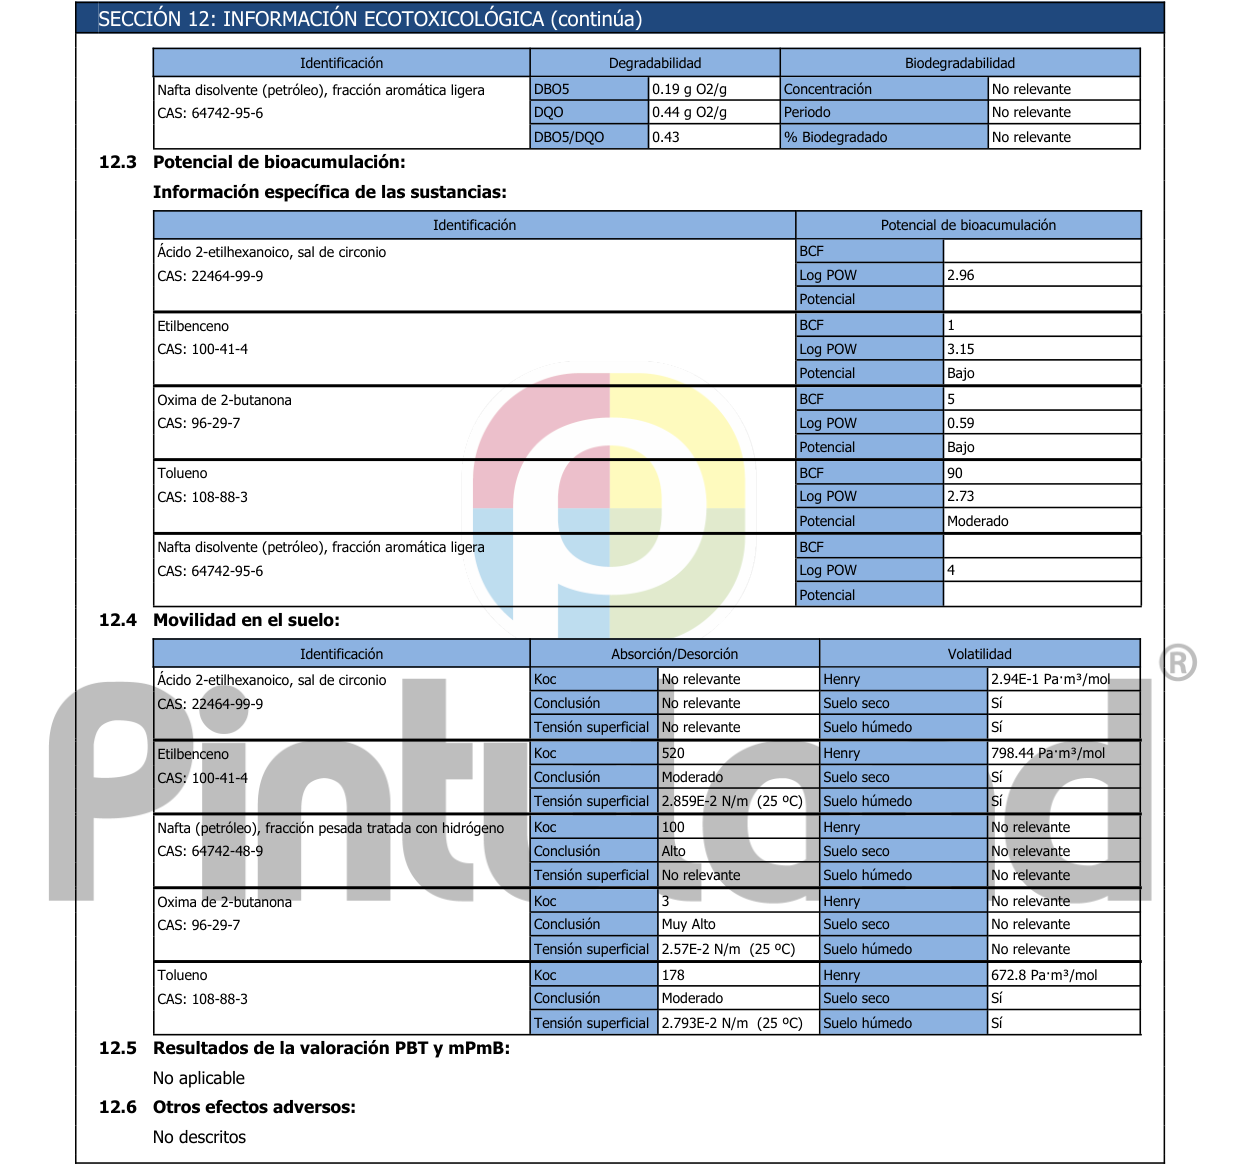 SECCIÓN 12: INFORMACIÓN ECOTOXICOLÓGICA (continúa)
Identificación Degradabilidad Biodegradabilidad
Nafta disolvente (petróleo), fracción aromática ligera DBO5 0.19 g O2/g Concentración No relevante
CAS: 64742-95-6 DQO 0.44 g O2/g Periodo No relevante
DBO5/DQO 0.43 % Biodegradado No relevante
12.3 Potencial de bioacumulación:
Información específica de las sustancias:
Identificación Potencial de bioacumulación
Ácido 2-etilhexanoico, sal de circonio BCF
CAS: 22464-99-9 Log POW 2.96
Potencial
Etilbenceno BCF 1
CAS: 100-41-4 Log POW 3.15
Potencial Bajo
Oxima de 2-butanona BCF 5
CAS: 96-29-7 Log POW 0.59
Potencial Bajo
Tolueno BCF 90
CAS: 108-88-3 Log POW 2.73
Potencial Moderado
Nafta disolvente (petróleo), fracción aromática ligera BCF
CAS: 64742-95-6 Log POW 4
Potencial
12.4 Movilidad en el suelo:
Identificación Absorción/Desorción Volatilidad
Ácido 2-etilhexanoico, sal de circonio Koc No relevante Henry 2.94E-1 Pa·m³/mol
CAS: 22464-99-9 Conclusión No relevante Suelo seco Sí
Tensión superficial No relevante Suelo húmedo Sí
Etilbenceno Koc 520 Henry 798.44 Pa·m³/mol
CAS: 100-41-4 Conclusión Moderado Suelo seco Sí
Tensión superficial 2.859E-2 N/m (25 ºC) Suelo húmedo Sí
Nafta (petróleo), fracción pesada tratada con hidrógeno Koc 100 Henry No relevante
CAS: 64742-48-9 Conclusión Alto Suelo seco No relevante
Tensión superficial No relevante Suelo húmedo No relevante
Oxima de 2-butanona Koc 3 Henry No relevante
CAS: 96-29-7 Conclusión Muy Alto Suelo seco No relevante
Tensión superficial 2.57E-2 N/m (25 ºC) Suelo húmedo No relevante
Tolueno Koc 178 Henry 672.8 Pa·m³/mol
CAS: 108-88-3 Conclusión Moderado Suelo seco Sí
Tensión superficial 2.793E-2 N/m (25 ºC) Suelo húmedo Sí
12.5 Resultados de la valoración PBT y mPmB:
No aplicable
12.6 Otros efectos adversos:
No descritos